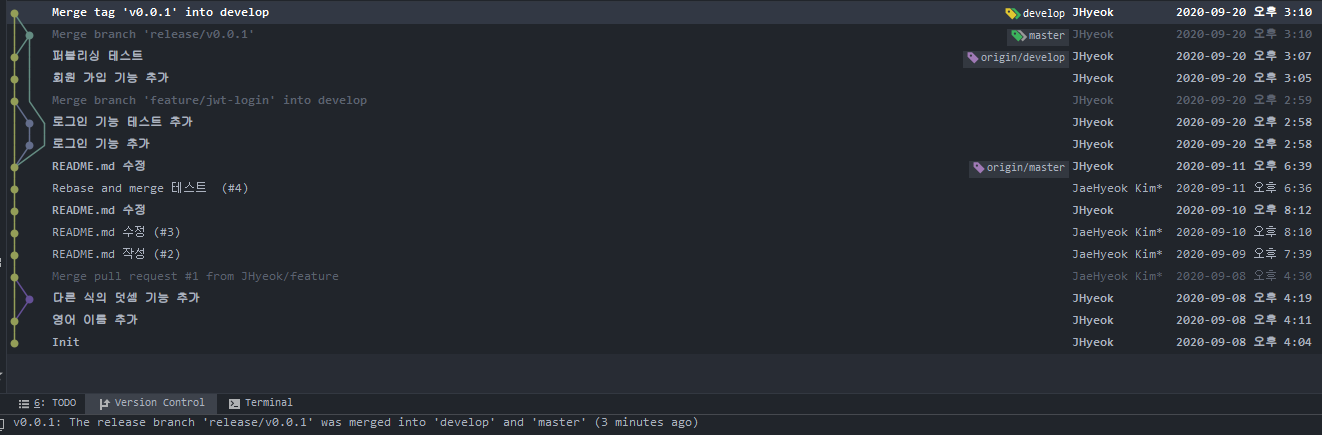 Merge tag 'v0.0.1' into develop develop JHyeok 2020-09-20 오후 3:10
Merge branch 'release/v0.0.1' master JHyeok 2020-09-20 오후 3:10
퍼블리싱 테스트 origin/develop JHyeok 2020-09-20 오후 3:07
회원 가입 기능 추가 JHyeok 2020-09-20 오후 3:05
Merge branch 'feature/jwt-login' into develop JHyeok 2020-09-20 오후 2:59
로그인 기능 테스트 추가 JHyeok 2020-09-20 오후 2:58
로그인 기능 추가 JHyeok 2020-09-20 오후 2:58
README.md 수정 origin/master JHyeok 2020-09-11 오후 6:39
Rebase and merge 테스트 (#4) JaeHyeok Kim* 2020-09-11 오후 6:36
README.md 수정 JHyeok 2020-09-10 오후 8:12
README.md 수정 (#3) JaeHyeok Kim* 2020-09-10 오후 8:10
README.md 작성 (#2) JaeHyeok Kim* 2020-09-09 오후 7:39
Merge pull request #1 from JHyeok/feature JaeHyeok Kim* 2020-09-08 오후 4:30
다른 식의 덧셈 기능 추가 JHyeok 2020-09-08 오후 4:19
영어 이름 추가 JHyeok 2020-09-08 오후 4:11
Init JHyeok 2020-09-08 오후 4:04
6: TODO Version Control Terminal
v0.0.1: The release branch 'release/v0.0.1' was merged into 'develop' and 'master' (3 minutes ago)